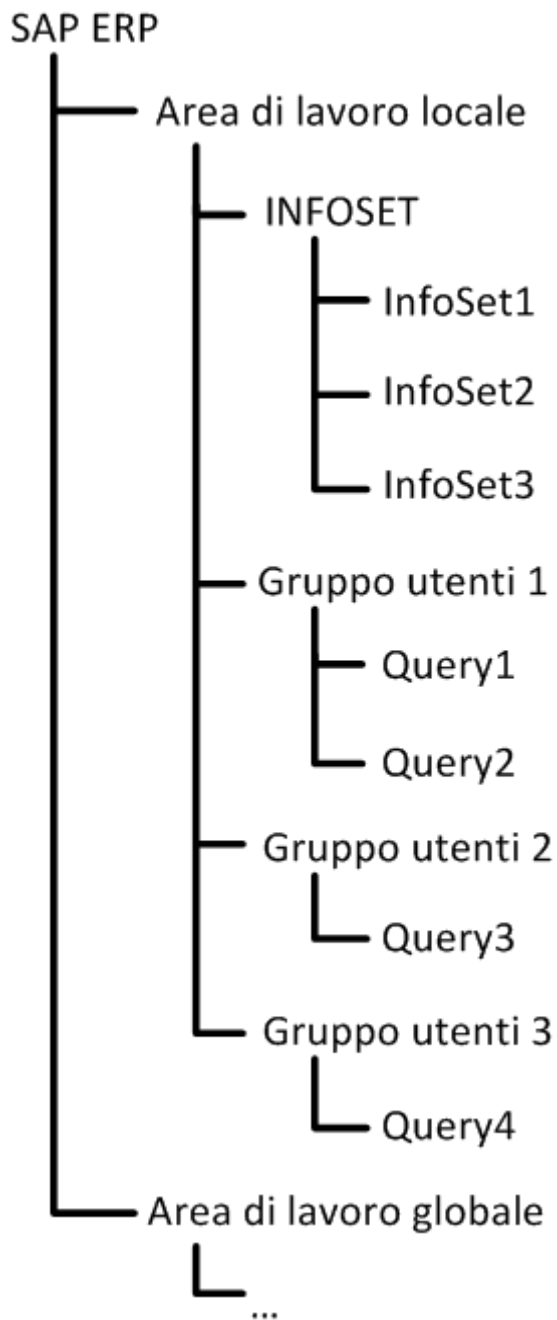 SAP ERP
Area di lavoro locale
INFOSET
InfoSet1
InfoSet2
InfoSet3
Gruppo utenti 1
Query1
Query2
Gruppo utenti 2
Query3
Gruppo utenti 3
Query4
Area di lavoro globale
...